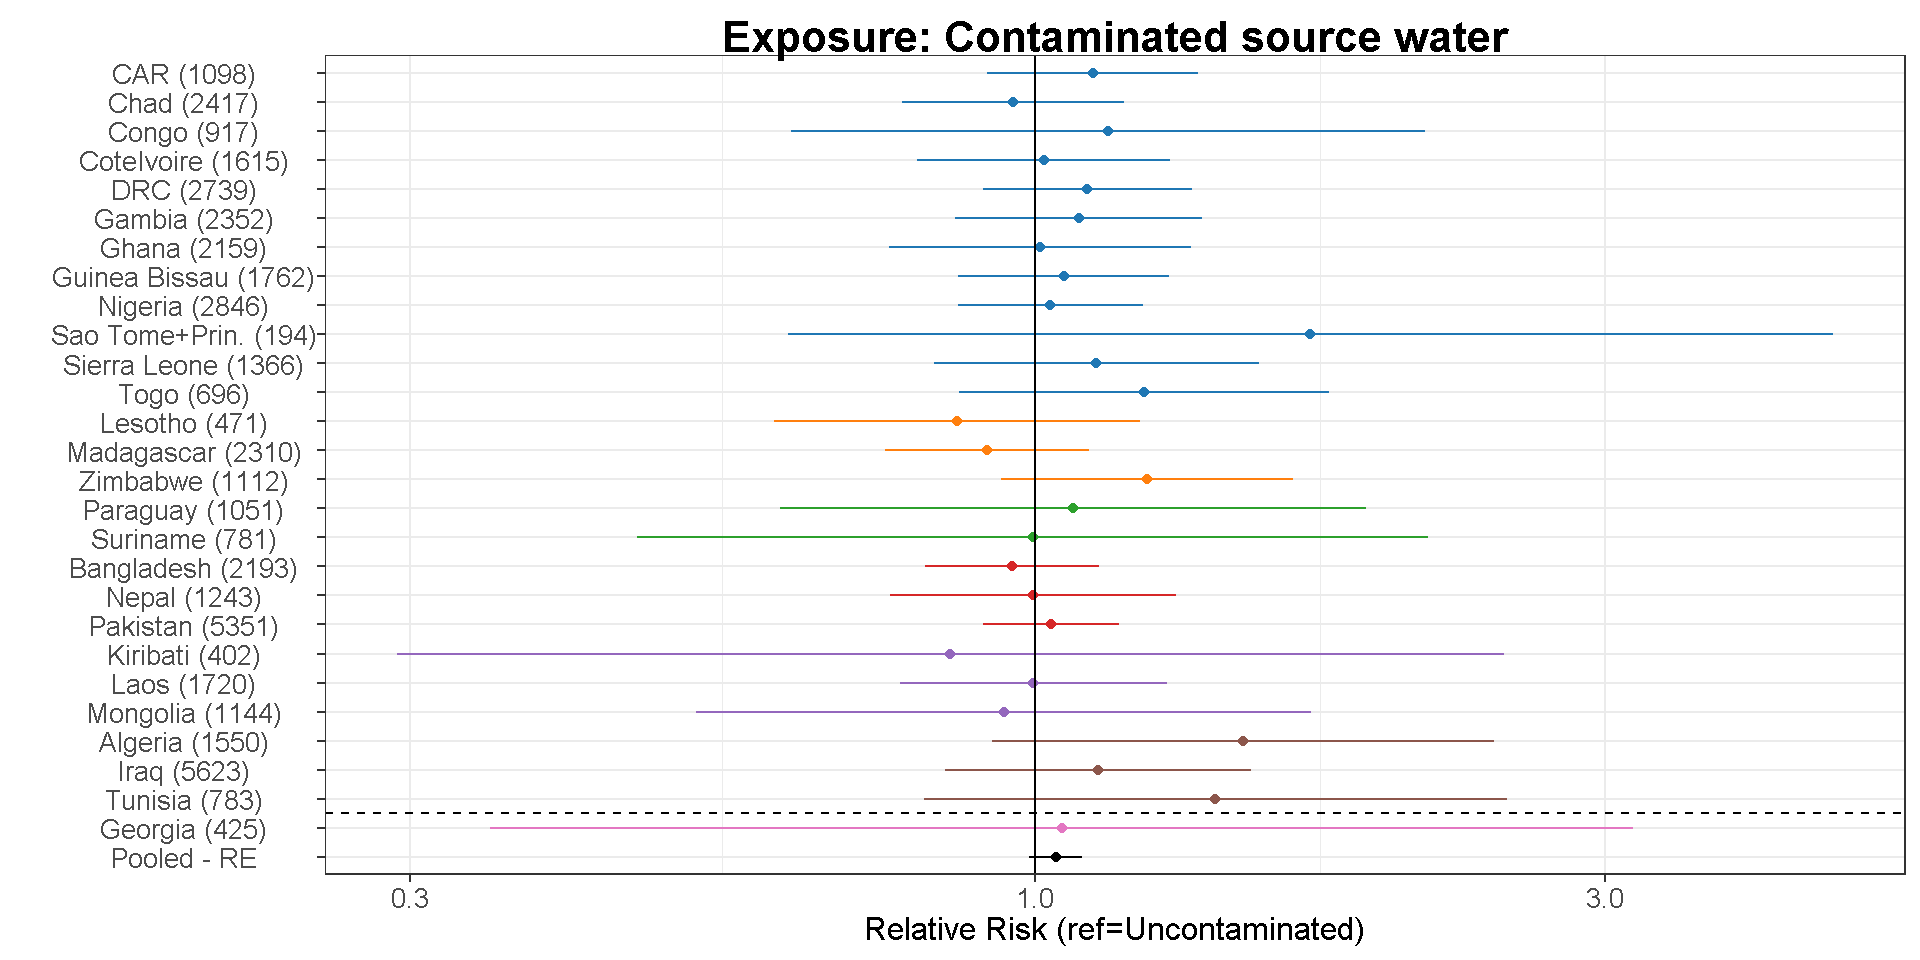 Exposure: Contaminated source water
CAR (1098)
Chad (2417)
Congo (917)
CoteIvoire (1615)
DRC (2739)
Gambia (2352)
Ghana (2159)
Guinea Bissau (1762)
Nigeria (2846)
Sao Tome+Prin. (194)
Sierra Leone (1366)
Togo (696)
Lesotho (471)
Madagascar (2310)
Zimbabwe (1112)
Paraguay (1051)
Suriname (781)
Bangladesh (2193)
Nepal (1243)
Pakistan (5351)
Kiribati (402)
Laos (1720)
Mongolia (1144)
Algeria (1550)
Iraq (5623)
Tunisia (783)
Georgia (425)
Pooled - RE
0.3 1.0 3.0
Relative Risk (ref=Uncontaminated)